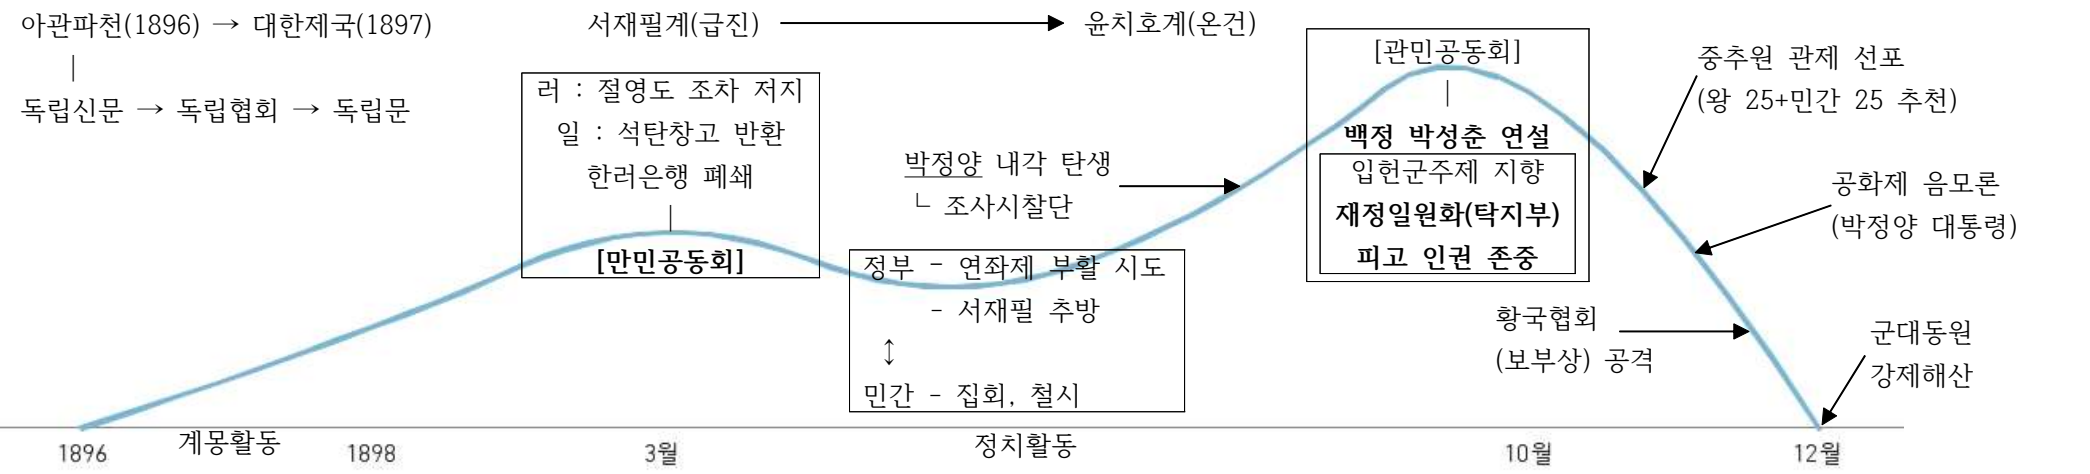 아관파천(1896) → 대한제국(1897)
독립신문 → 독립협회 → 독립문
서재필계(급진)
윤치호계(온건)
러 : 절영도 조차 저지
일 : 석탄창고 반환
한러은행 폐쇄
[만민공동회]
박정양 내각 탄생
└ 조사시찰단
정부 - 연좌제 부활 시도
- 서재필 추방
↕
민간 - 집회, 철시
[관민공동회]
백정 박성춘 연설
입헌군주제 지향
재정일원화(탁지부)
피고 인권 존중
중추원 관제 선포
(왕 25+민간 25 추천)
공화제 음모론
(박정양 대통령)
황국협회
(보부상) 공격
군대동원
강제해산
1896
계몽활동
1898
3월
정치활동
10월
12월